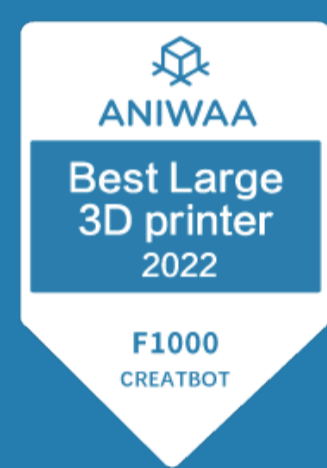 ANIWAA
Best Large
3D printer
2022
F1000
CREATBOT